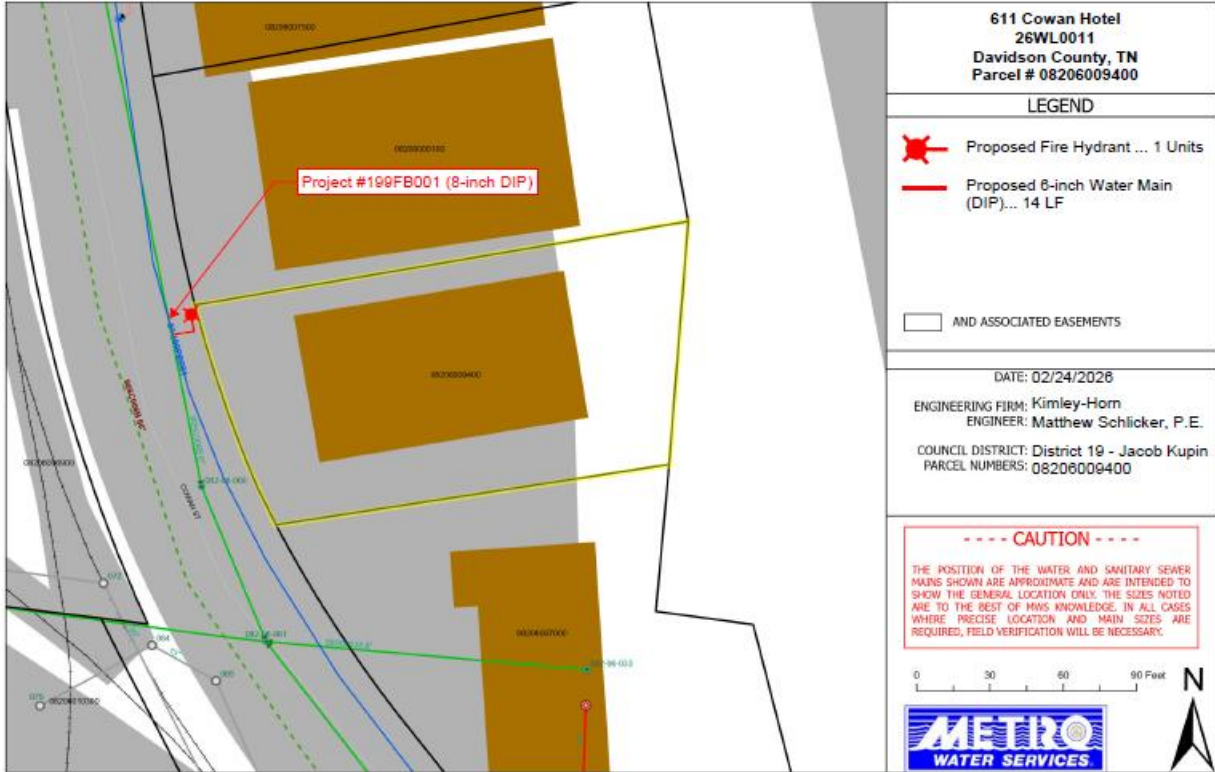 611 Cowan Hotel
26WL0011
Davidson County, TN
Parcel # 08206009400
LEGEND
Proposed Fire Hydrant ... 1 Units
Proposed 6-inch Water Main
(DIP)... 14 LF
AND ASSOCIATED EASEMENTS
DATE: 02/24/2026
ENGINEERING FIRM: Kimley-Horn
ENGINEER: Matthew Schlicker, P.E.
COUNCIL DISTRICT: District 19 - Jacob Kupin
PARCEL NUMBERS: 08206009400
- - - - CAUTION - - - -
THE POSITION OF THE WATER AND SANITARY SEWER
MAINS SHOWN ARE APPROXIMATE AND ARE INTENDED TO
SHOW THE GENERAL LOCATION ONLY. THE SIZES NOTED
ARE TO THE BEST OF MWS KNOWLEDGE. IN ALL CASES
WHERE PRECISE LOCATION AND MAIN SIZES ARE
REQUIRED, FIELD VERIFICATION WILL BE NECESSARY.
0 30 60 90 Feet
N
METRO
WATER SERVICES
Project #199FB001 (8-inch DIP)
08206009400
COWAN ST